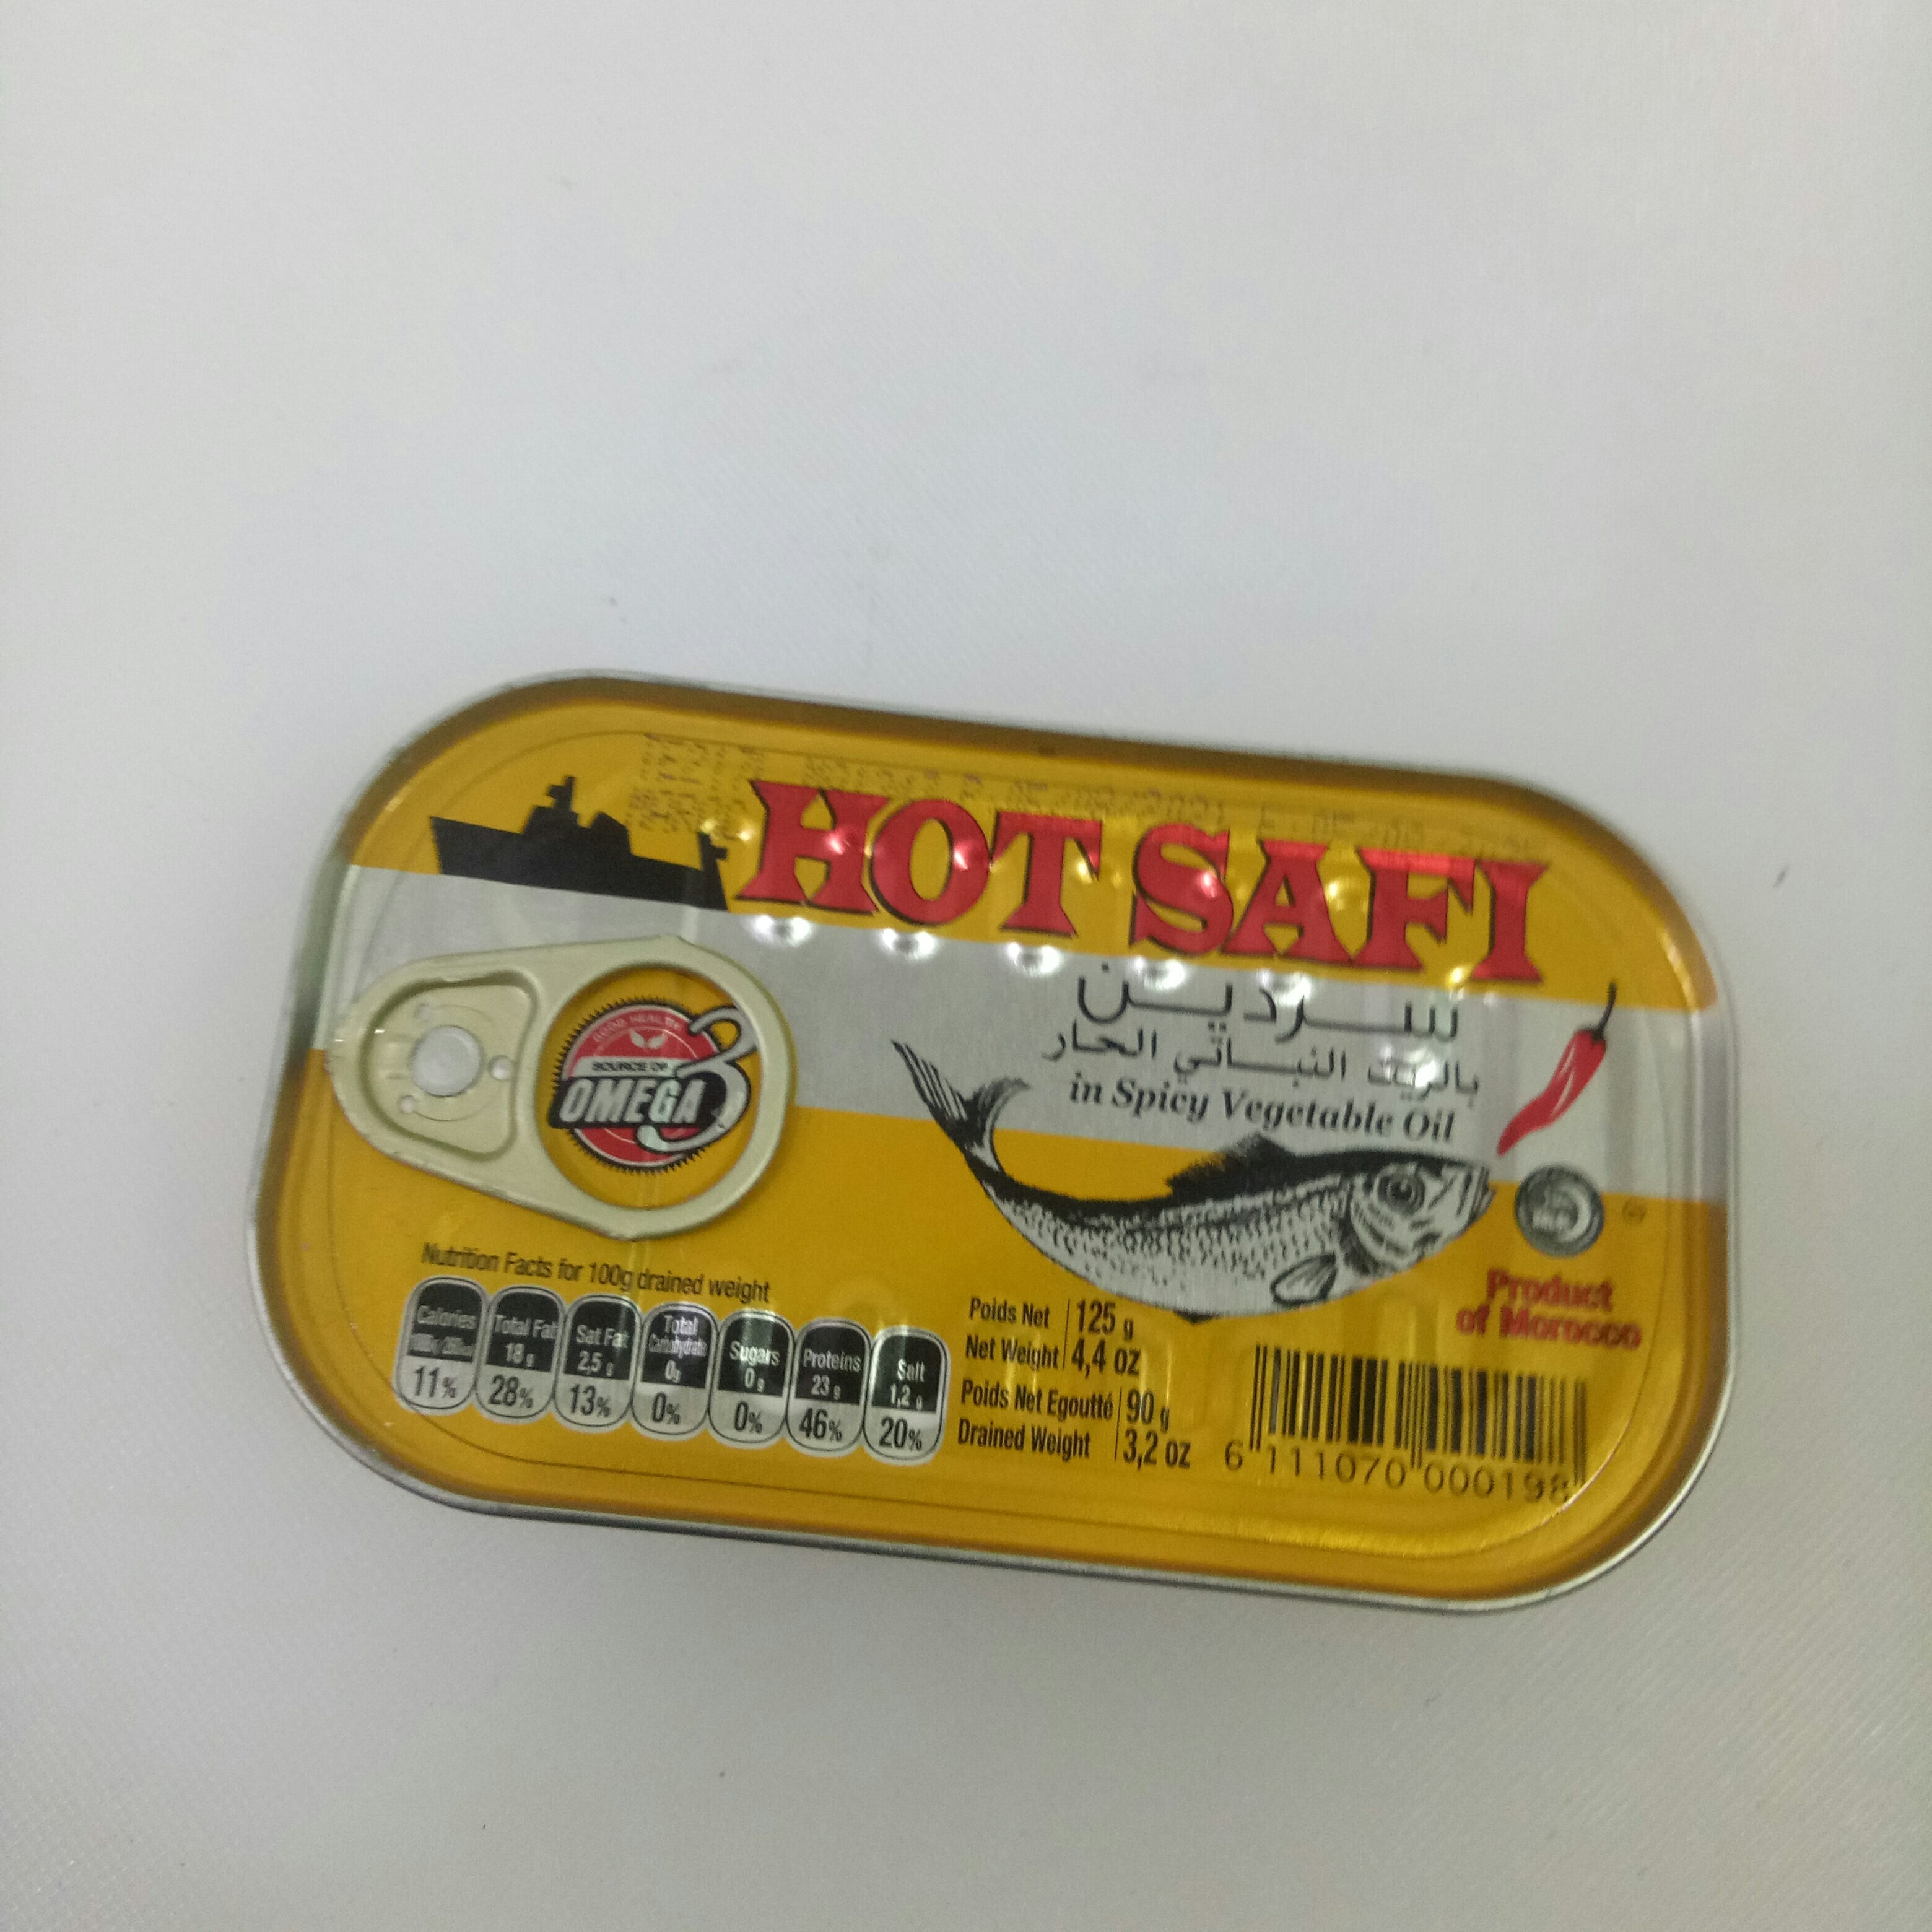 HOT SAFI
سردين
بالزيت النباتي الحار
in Spicy Vegetable Oil
GOOD HEALTH
SOURCE OF
OMEGA 3
Product
of Morocco
Nutrition Facts for 100g drained weight
Calories
11%
Total Fat
18 g
28%
Sat Fat
2,5 g
13%
Total
Carbohydrate
0g
0%
Sugars
0 g
0%
Proteins
23 g
46%
Salt
1,2 g
20%
Poids Net 125 g
Net Weight 4,4 oz
Poids Net Egoutté 90 g
Drained Weight 3,2 oz
6 111070 000198